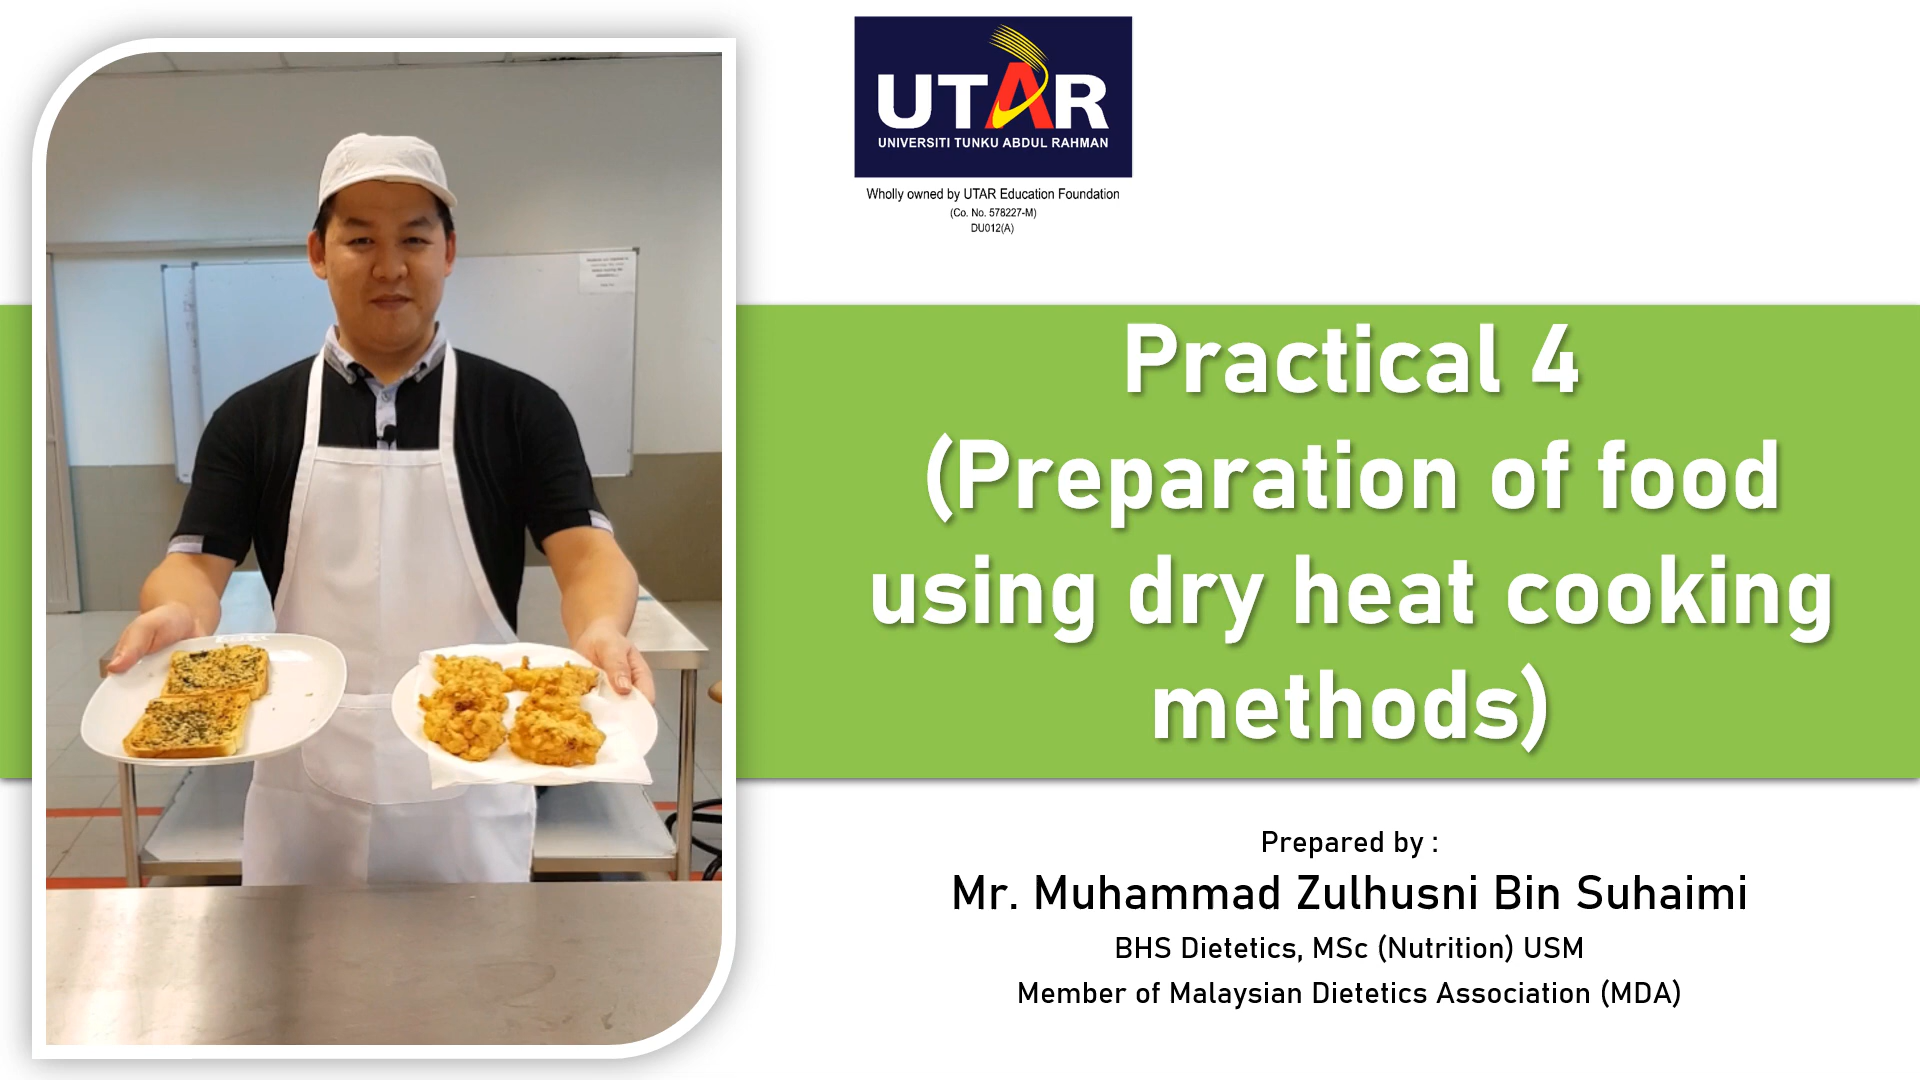 UTAR
UNIVERSITI TUNKU ABDUL RAHMAN
Wholly owned by UTAR Education Foundation
(Co. No. 578227-M)
DU012(A)
Practical 4
(Preparation of food
using dry heat cooking
methods)
Prepared by :
Mr. Muhammad Zulhusni Bin Suhaimi
BHS Dietetics, MSc (Nutrition) USM
Member of Malaysian Dietetics Association (MDA)